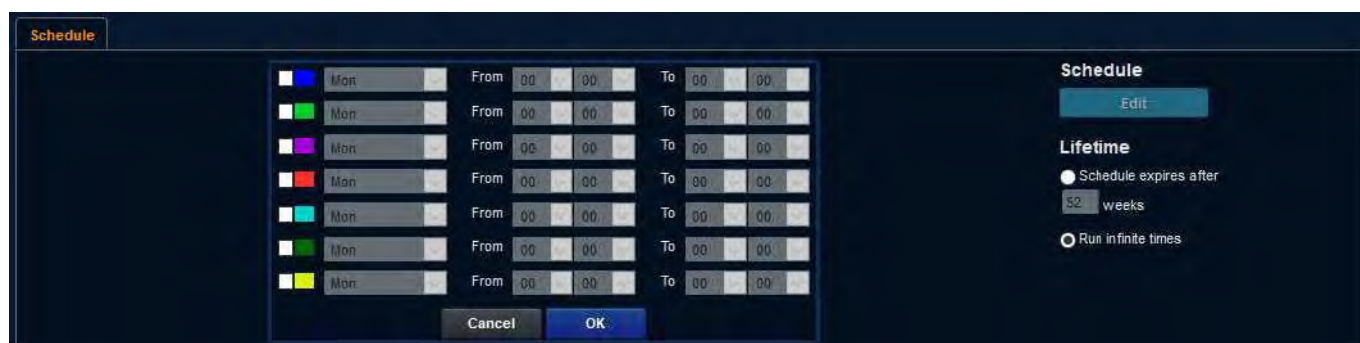 Schedule
Mon From 00 00 To 00 00
Mon From 00 00 To 00 00
Mon From 00 00 To 00 00
Mon From 00 00 To 00 00
Mon From 00 00 To 00 00
Mon From 00 00 To 00 00
Mon From 00 00 To 00 00
Cancel OK
Schedule
Edit
Lifetime
Schedule expires after
52 weeks
Run infinite times